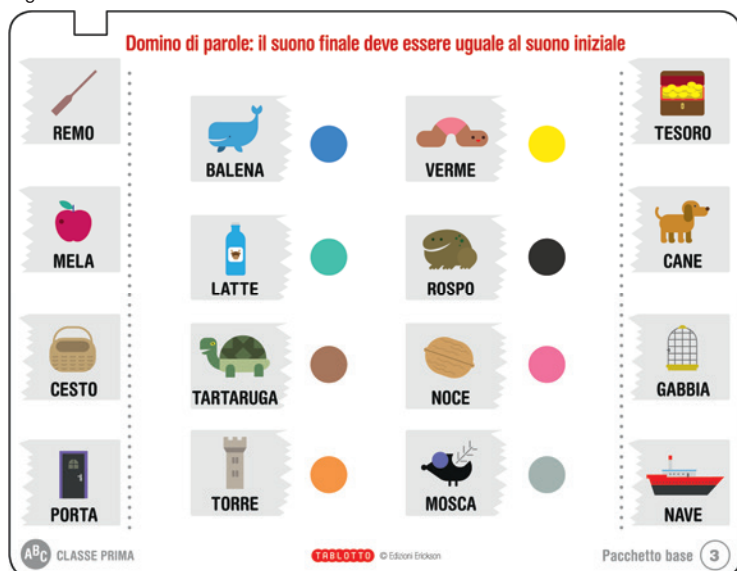 Domino di parole: il suono finale deve essere uguale al suono iniziale
REMO
BALENA
VERME
TESORO
MELA
LATTE
ROSPO
CANE
CESTO
TARTARUGA
NOCE
GABBIA
PORTA
TORRE
MOSCA
NAVE
ABC CLASSE PRIMA
TABLOTTO © Edizioni Erickson
Pacchetto base 3